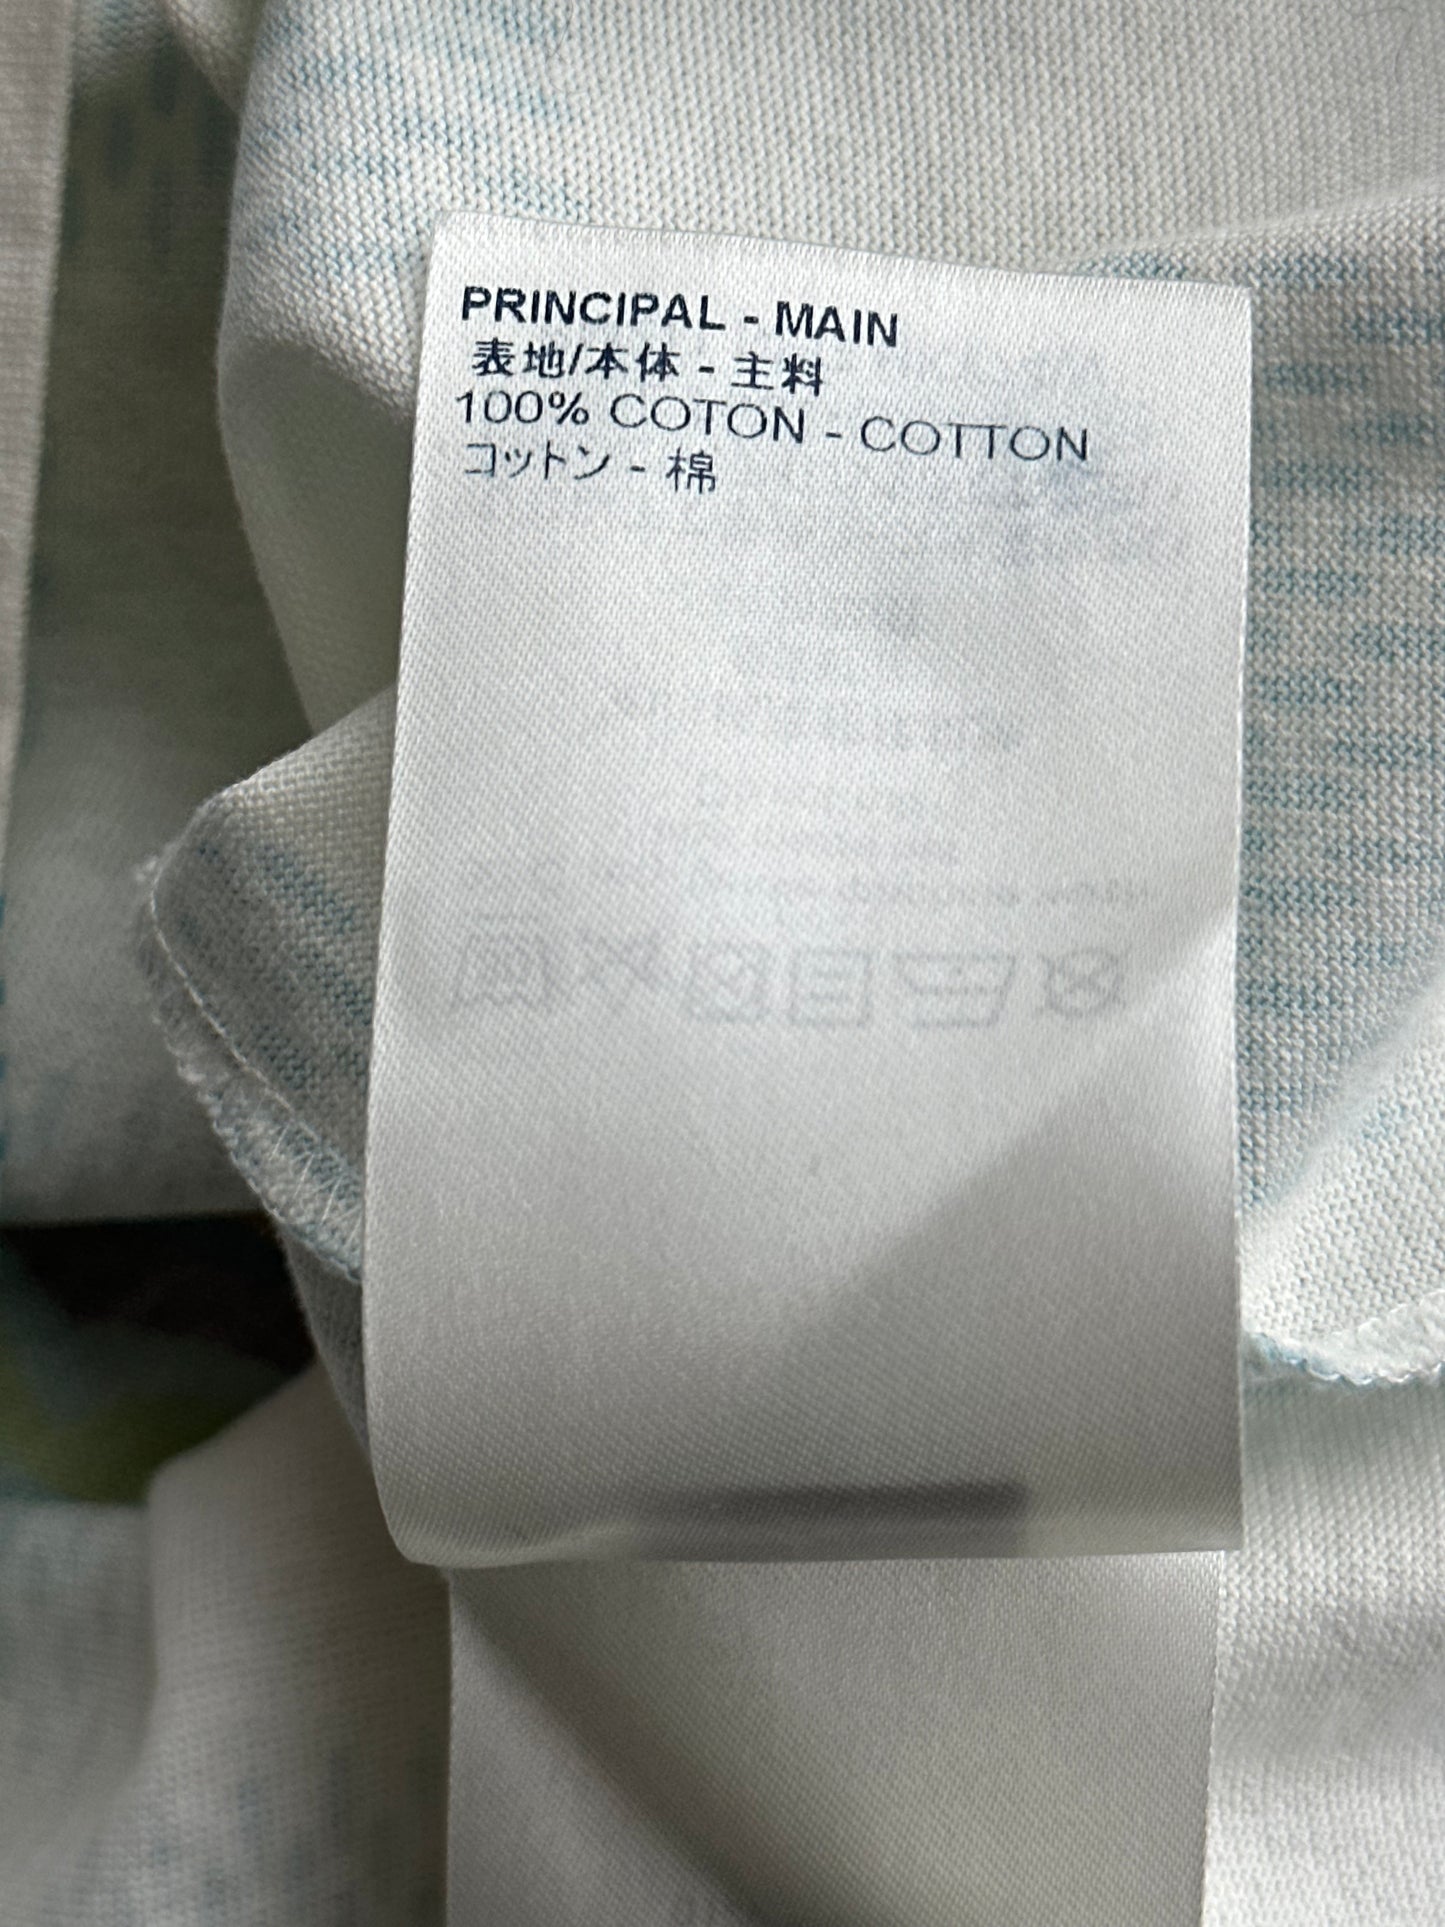 PRINCIPAL - MAIN
表地/本体 - 主料
100% COTON - COTTON
コットン - 棉